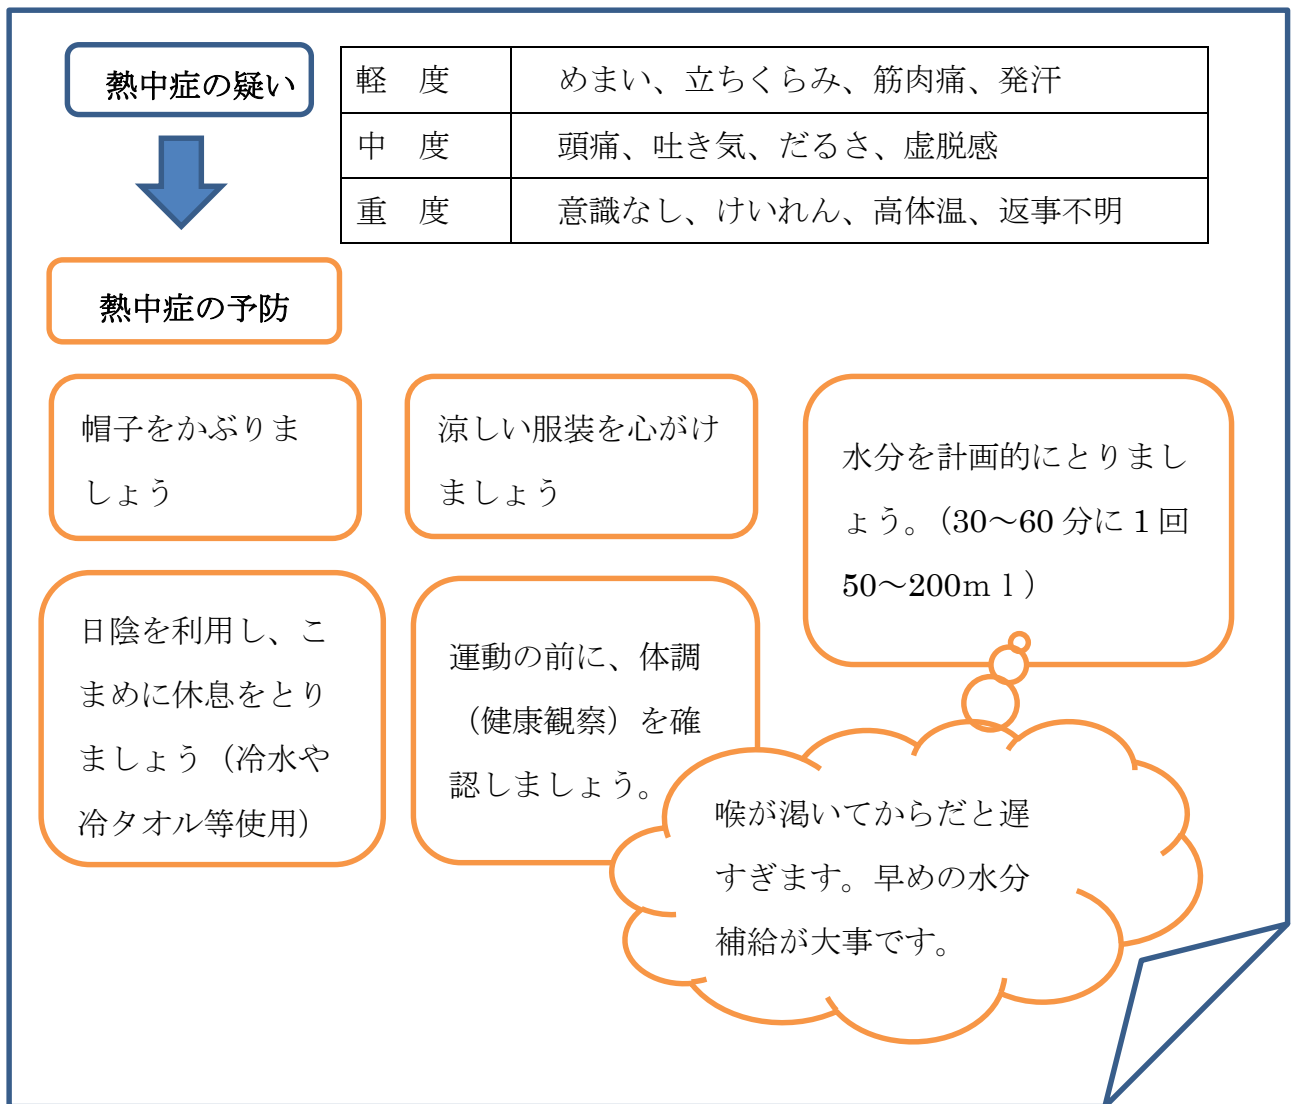 熱中症の疑い
軽　度　めまい、立ちくらみ、筋肉痛、発汗
中　度　頭痛、吐き気、だるさ、虚脱感
重　度　意識なし、けいれん、高体温、返事不明
熱中症の予防
帽子をかぶりま
しょう
涼しい服装を心がけ
ましょう
水分を計画的にとりまし
ょう。（30～60 分に 1 回
50～200ｍｌ）
日陰を利用し、こ
まめに休息をとり
ましょう（冷水や
冷タオル等使用）
運動の前に、体調
（健康観察）を確
認しましょう。
喉が渇いてからだと遅
すぎます。早めの水分
補給が大事です。